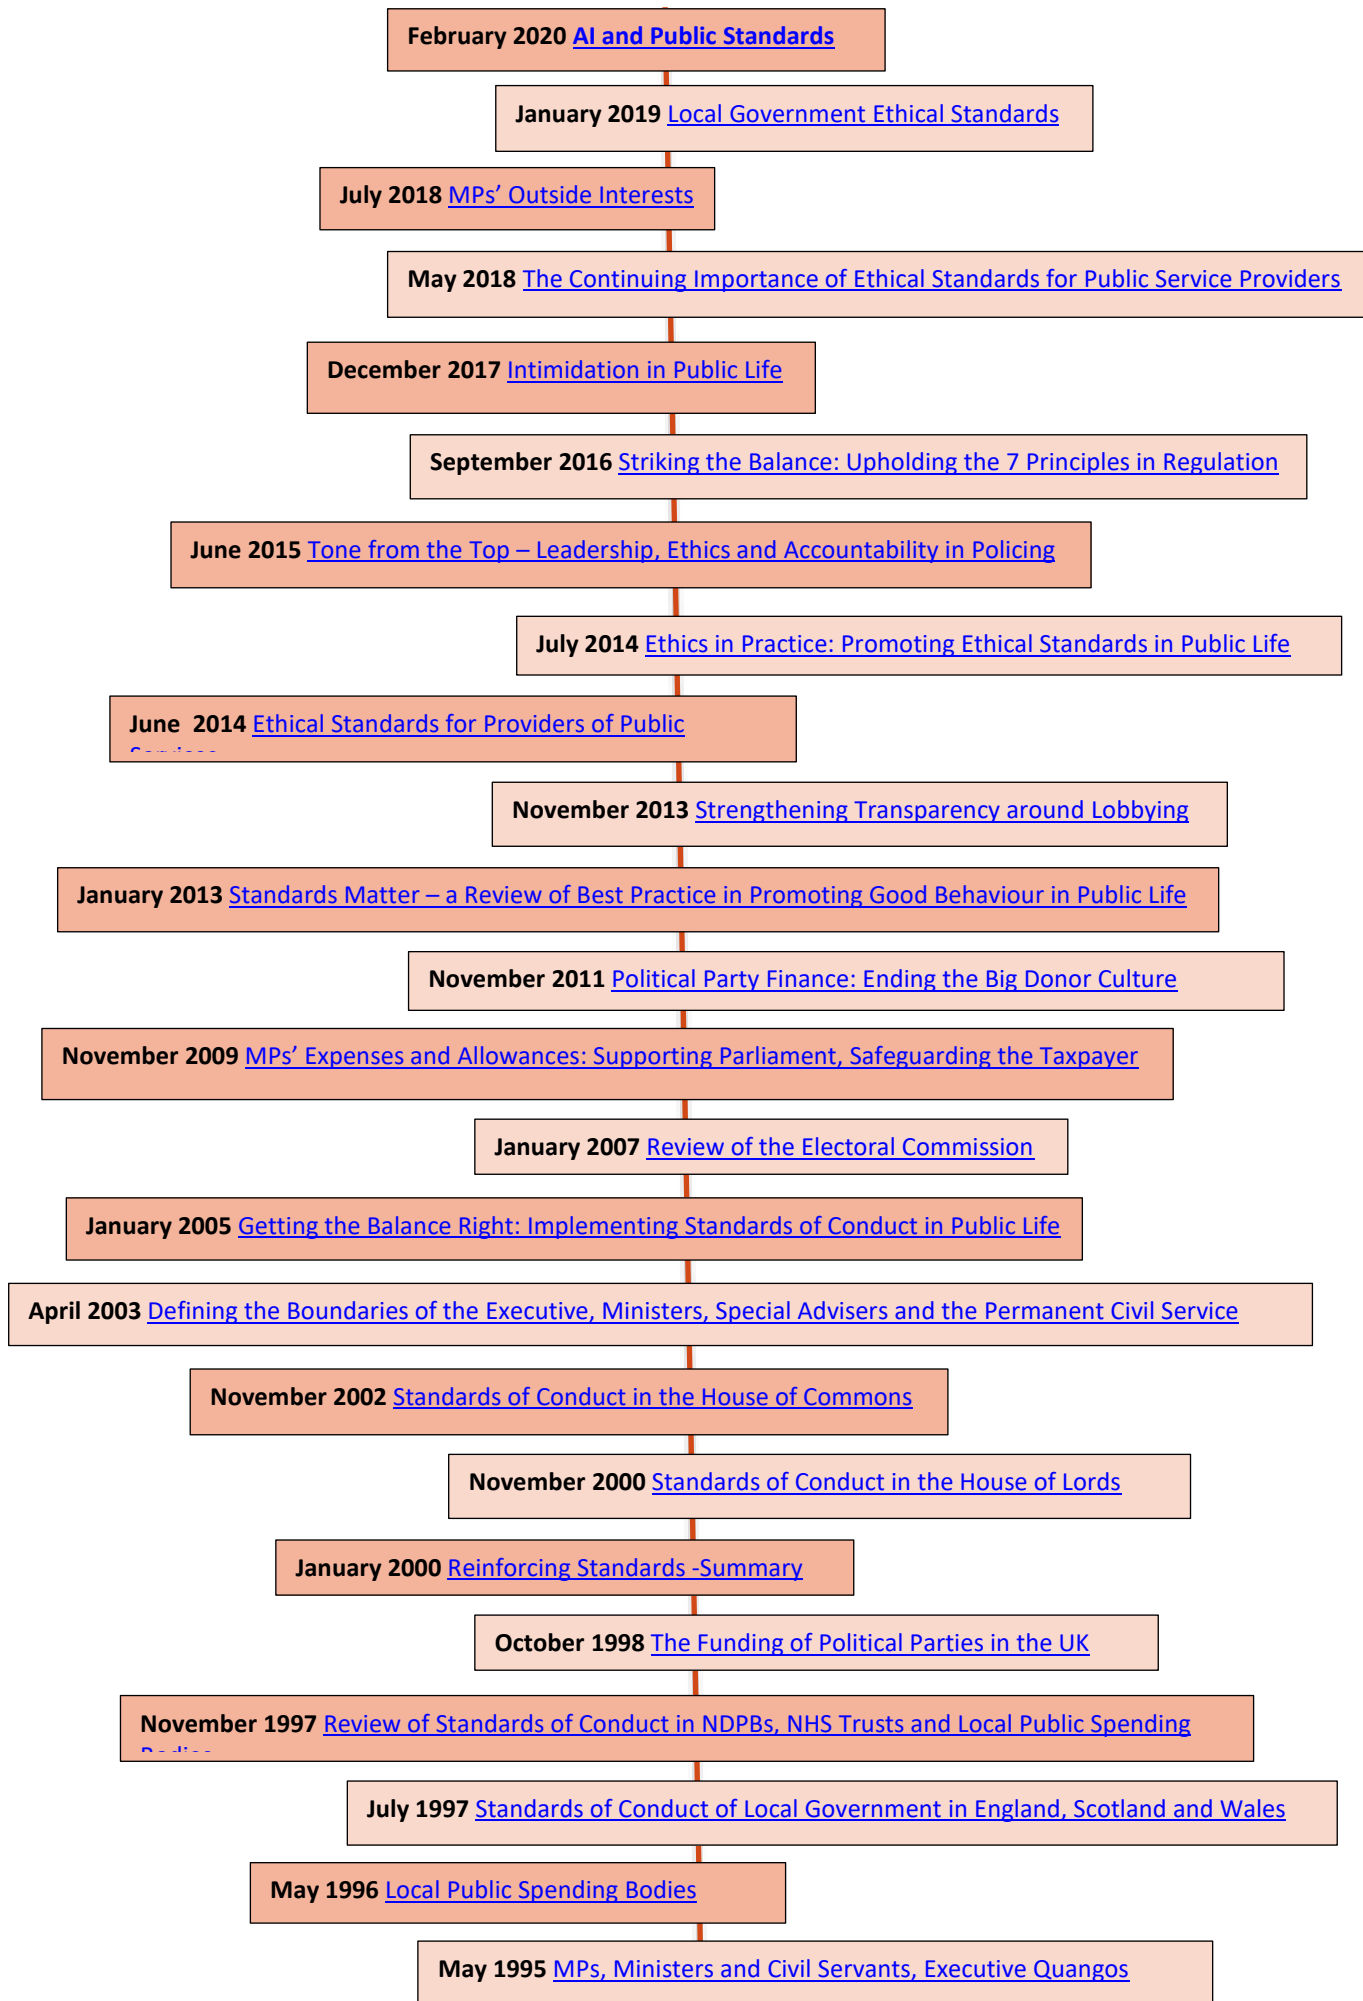 February 2020 AI and Public Standards
January 2019 Local Government Ethical Standards
July 2018 MPs’ Outside Interests
May 2018 The Continuing Importance of Ethical Standards for Public Service Providers
December 2017 Intimidation in Public Life
September 2016 Striking the Balance: Upholding the 7 Principles in Regulation
June 2015 Tone from the Top – Leadership, Ethics and Accountability in Policing
July 2014 Ethics in Practice: Promoting Ethical Standards in Public Life
June  2014 Ethical Standards for Providers of Public
November 2013 Strengthening Transparency around Lobbying
January 2013 Standards Matter – a Review of Best Practice in Promoting Good Behaviour in Public Life
November 2011 Political Party Finance: Ending the Big Donor Culture
November 2009 MPs’ Expenses and Allowances: Supporting Parliament, Safeguarding the Taxpayer
January 2007 Review of the Electoral Commission
January 2005 Getting the Balance Right: Implementing Standards of Conduct in Public Life
April 2003 Defining the Boundaries of the Executive, Ministers, Special Advisers and the Permanent Civil Service
November 2002 Standards of Conduct in the House of Commons
November 2000 Standards of Conduct in the House of Lords
January 2000 Reinforcing Standards -Summary
October 1998 The Funding of Political Parties in the UK
November 1997 Review of Standards of Conduct in NDPBs, NHS Trusts and Local Public Spending
July 1997 Standards of Conduct of Local Government in England, Scotland and Wales
May 1996 Local Public Spending Bodies
May 1995 MPs, Ministers and Civil Servants, Executive Quangos